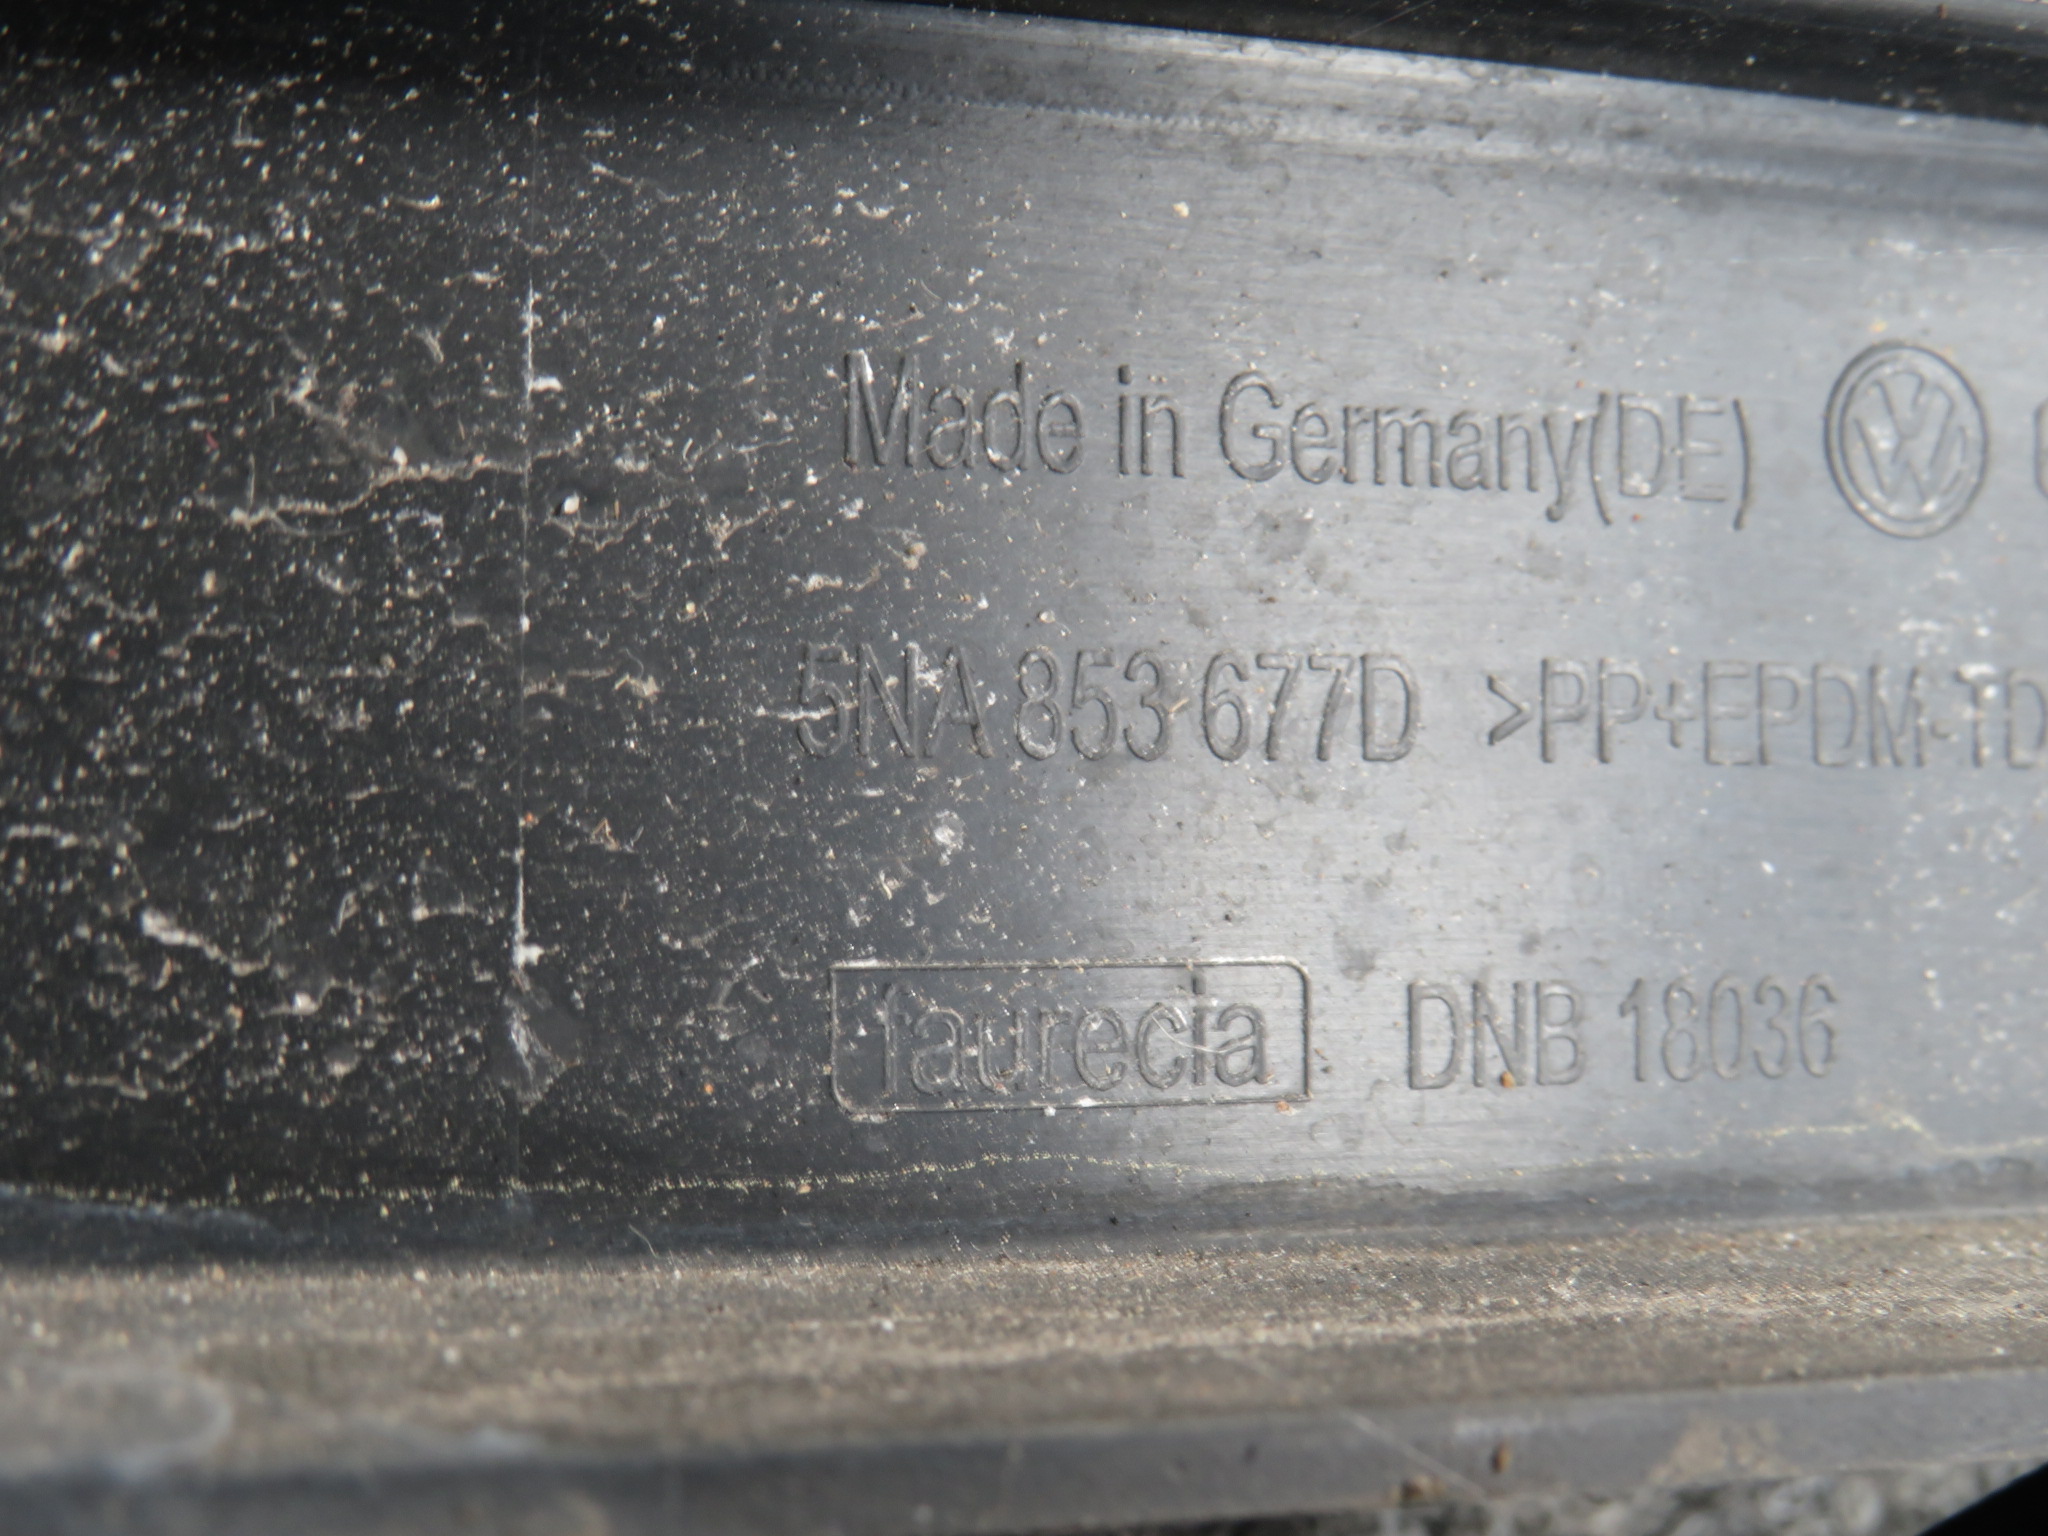 Made in Germany(DE)
5NA 853 677D >PP+EPDM-TD
faurecia DNB 18036